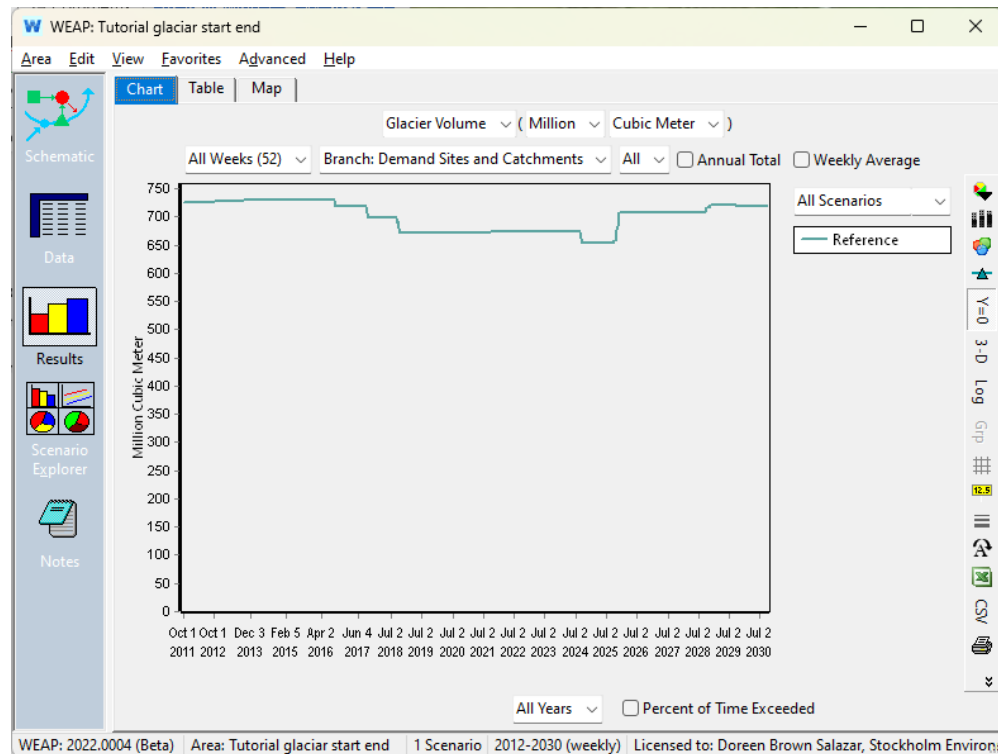 WEAP: Tutorial glaciar start end
Area Edit View Favorites Advanced Help
Chart Table Map
Glacier Volume ( Million Cubic Meter )
All Weeks (52) Branch: Demand Sites and Catchments All Annual Total Weekly Average
Schematic
Data
Results
Scenario
Explorer
Notes
Million Cubic Meter
750
700
650
600
550
500
450
400
350
300
250
200
150
100
50
0
Oct 1 Oct 1 Dec 3 Feb 5 Apr 2 Jun 4 Jul 2 Jul 2 Jul 2 Jul 2 Jul 2 Jul 2 Jul 2 Jul 2 Jul 2 Jul 2 Jul 2 Jul 2 Jul 2
2011 2012 2013 2015 2016 2017 2018 2019 2020 2021 2022 2023 2024 2025 2026 2027 2028 2029 2030
All Scenarios
Reference
Y=0
3-D
Log
Grp
12.5
A
CSV
All Years Percent of Time Exceeded
WEAP: 2022.0004 (Beta) Area: Tutorial glaciar start end 1 Scenario 2012-2030 (weekly) Licensed to: Doreen Brown Salazar, Stockholm Environ